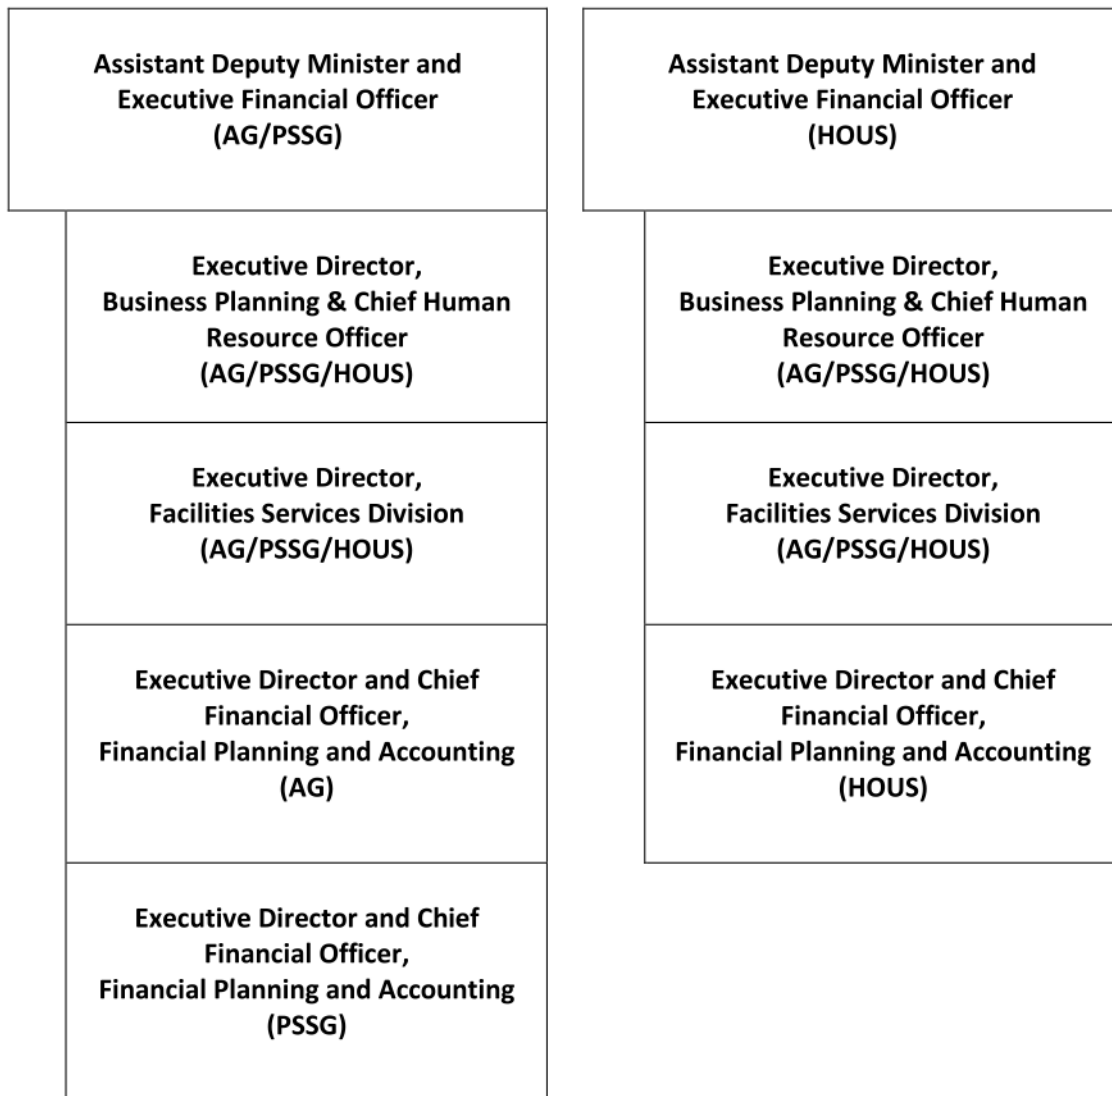 Assistant Deputy Minister and
Executive Financial Officer
(AG/PSSG)
Executive Director,
Business Planning & Chief Human
Resource Officer
(AG/PSSG/HOUS)
Executive Director,
Facilities Services Division
(AG/PSSG/HOUS)
Executive Director and Chief
Financial Officer,
Financial Planning and Accounting
(AG)
Executive Director and Chief
Financial Officer,
Financial Planning and Accounting
(PSSG)
Assistant Deputy Minister and
Executive Financial Officer
(HOUS)
Executive Director,
Business Planning & Chief Human
Resource Officer
(AG/PSSG/HOUS)
Executive Director,
Facilities Services Division
(AG/PSSG/HOUS)
Executive Director and Chief
Financial Officer,
Financial Planning and Accounting
(HOUS)